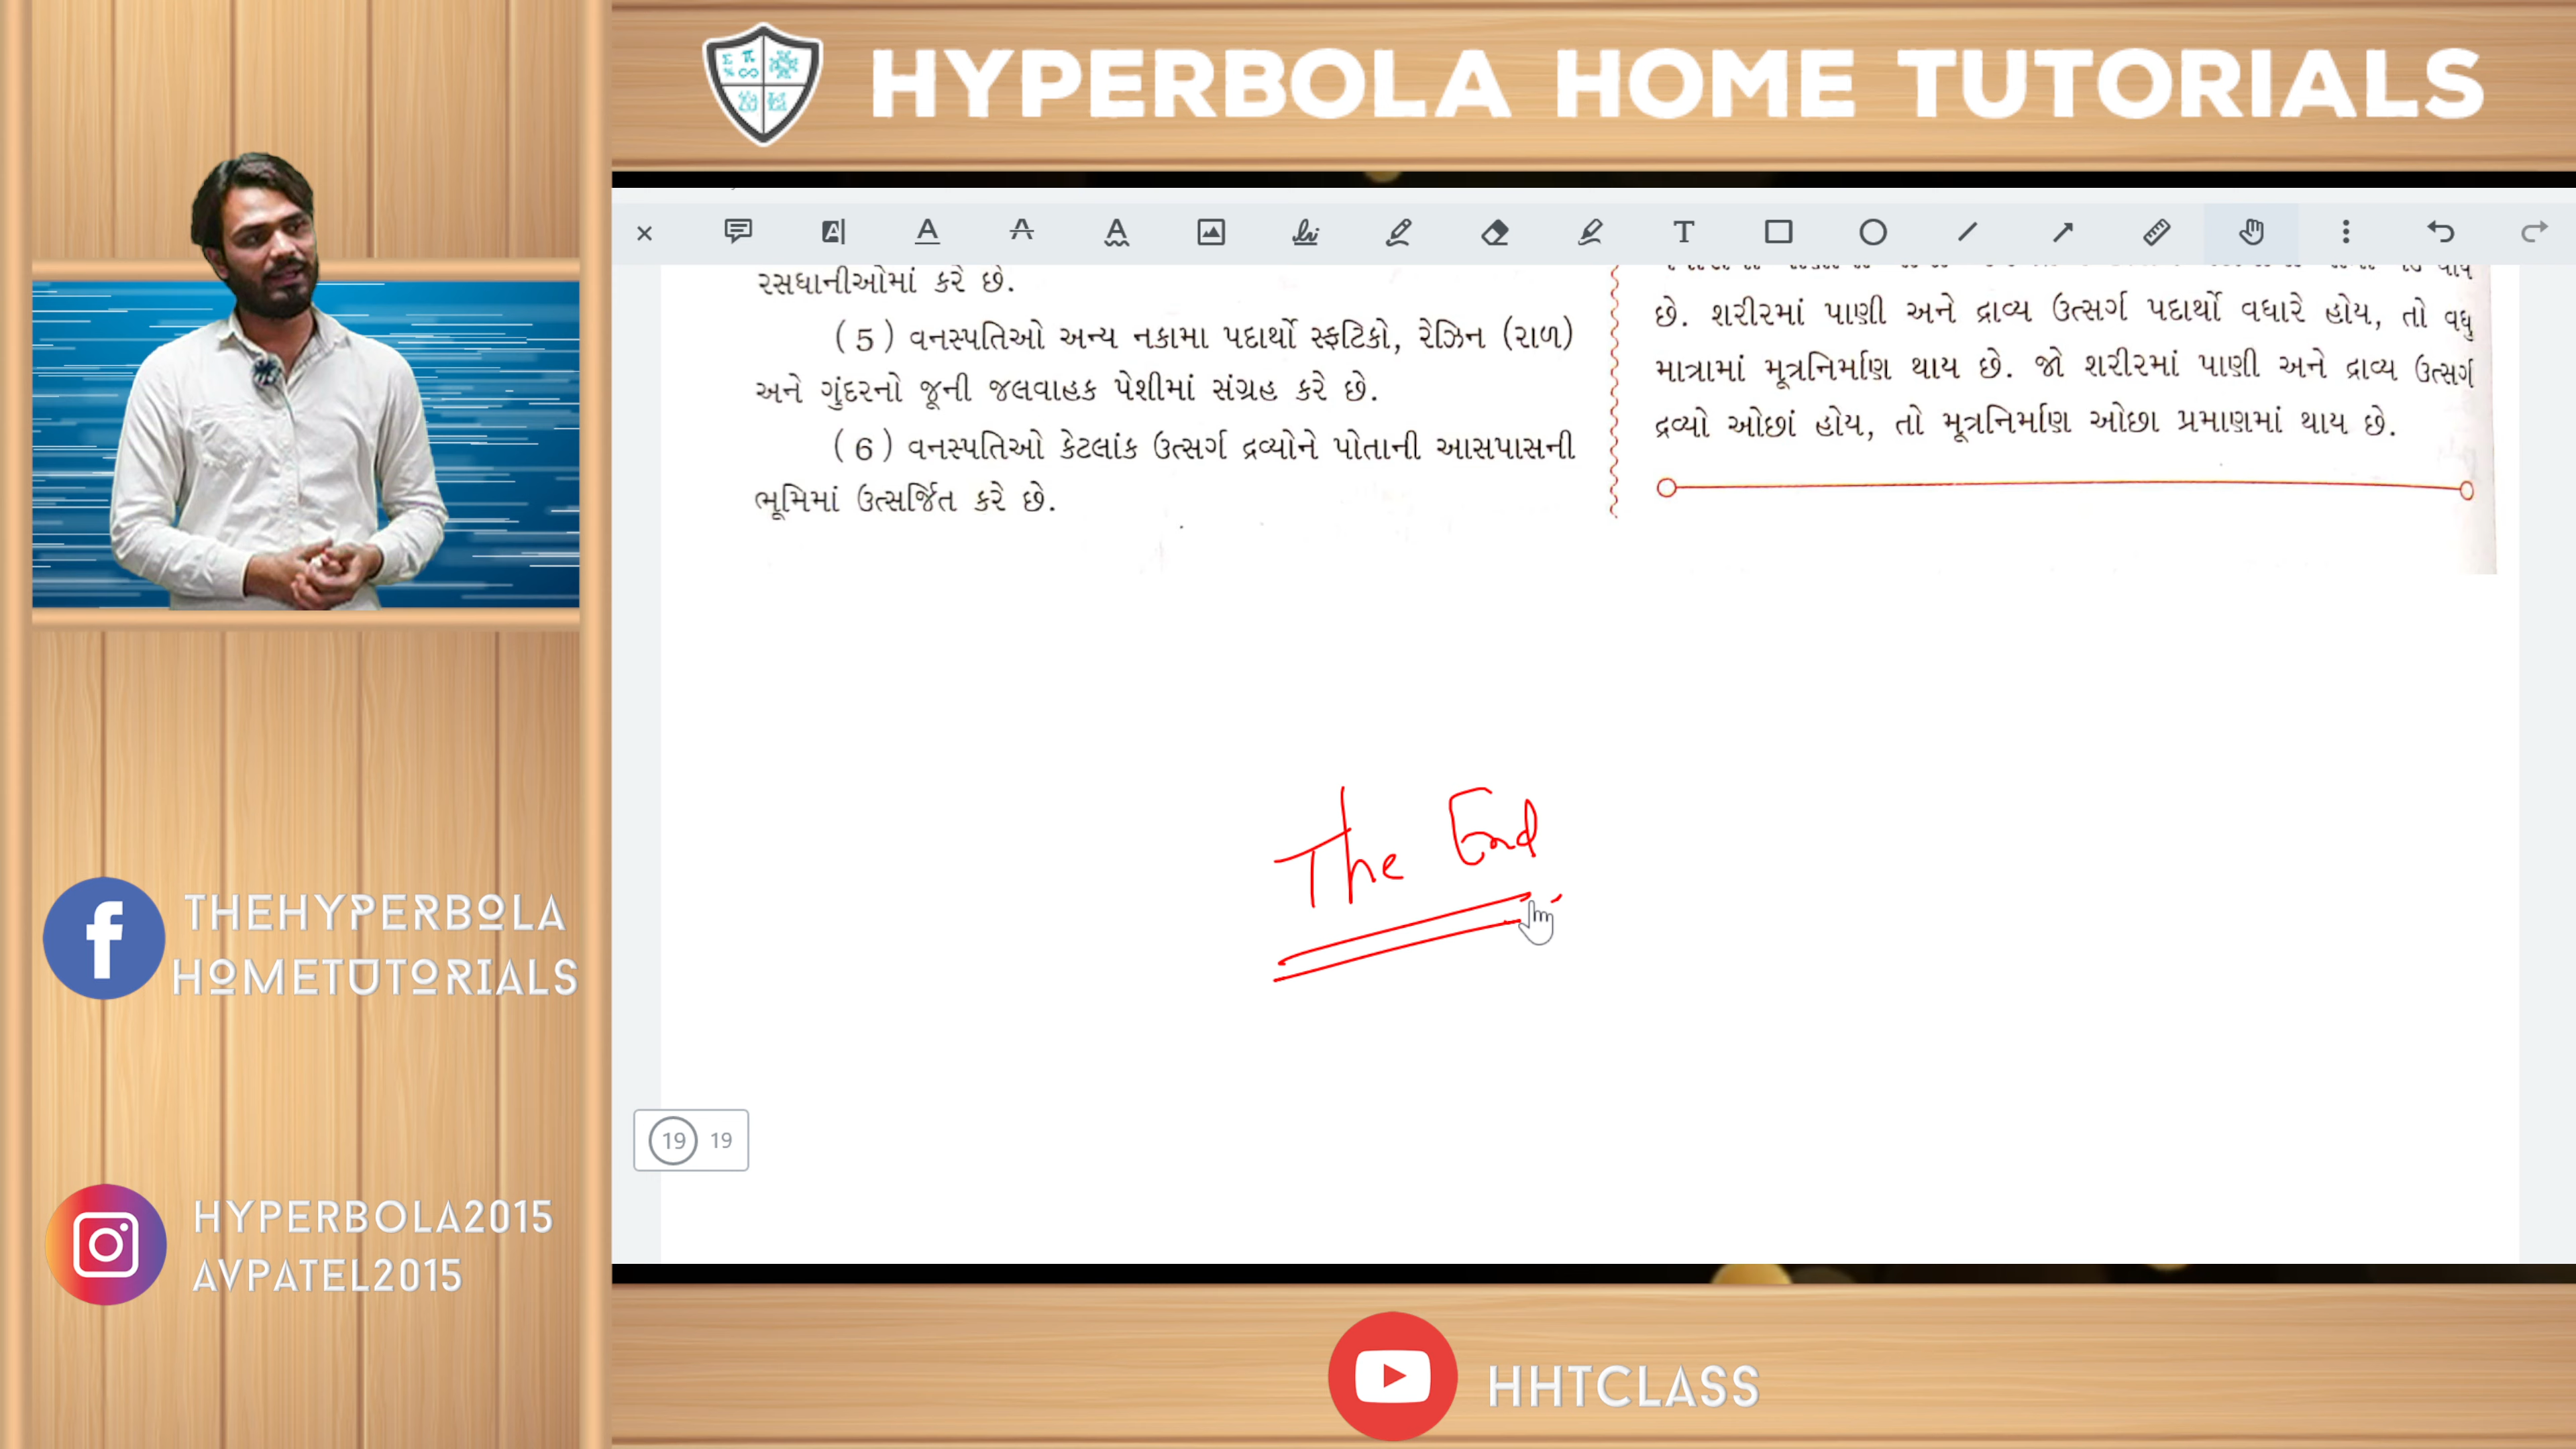 HYPERBOLA HOME TUTORIALS
રસધાનીઓમાં કરે છે.
(5) વનસ્પતિઓ અન્ય નકામા પદાર્થો સ્ફટિકો, રેઝિન (રાળ)
અને ગુંદરનો જૂની જલવાહક પેશીમાં સંગ્રહ કરે છે.
(6) વનસ્પતિઓ કેટલાંક ઉત્સર્ગ દ્રવ્યોને પોતાની આસપાસની
ભૂમિમાં ઉત્સર્જિત કરે છે.
છે. શરીરમાં પાણી અને દ્રાવ્ય ઉત્સર્ગ પદાર્થો વધારે હોય, તો વધુ
માત્રામાં મૂત્રનિર્માણ થાય છે. જો શરીરમાં પાણી અને દ્રાવ્ય ઉત્સર્ગ
દ્રવ્યો ઓછાં હોય, તો મૂત્રનિર્માણ ઓછા પ્રમાણમાં થાય છે.
The End
19 19
THEHYPERBOLA
HOMETUTORIALS
HYPERBOLA2015
AVPATEL2015
HHTCLASS